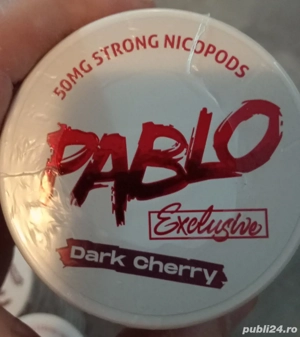 50MG STRONG NICOPODS
PABLO
Exclusive
Dark Cherry
publi24.ro